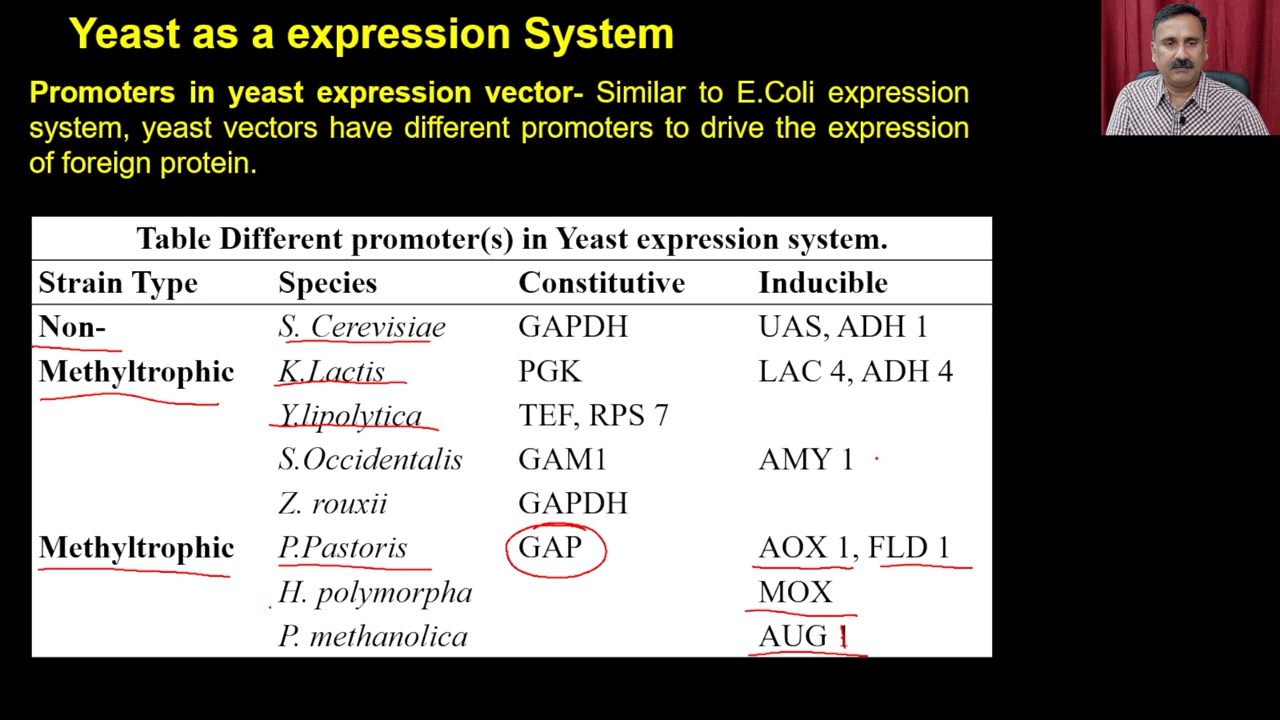 Yeast as a expression System
Promoters in yeast expression vector- Similar to E.Coli expression
system, yeast vectors have different promoters to drive the expression
of foreign protein.
Table Different promoter(s) in Yeast expression system.
Strain Type Species Constitutive Inducible
Non- S. Cerevisiae GAPDH UAS, ADH 1
Methyltrophic K.Lactis PGK LAC 4, ADH 4
Y.lipolytica TEF, RPS 7
S.Occidentalis GAM1 AMY 1
Z. rouxii GAPDH
Methyltrophic P.Pastoris GAP AOX 1, FLD 1
H. polymorpha MOX
P. methanolica AUG 1